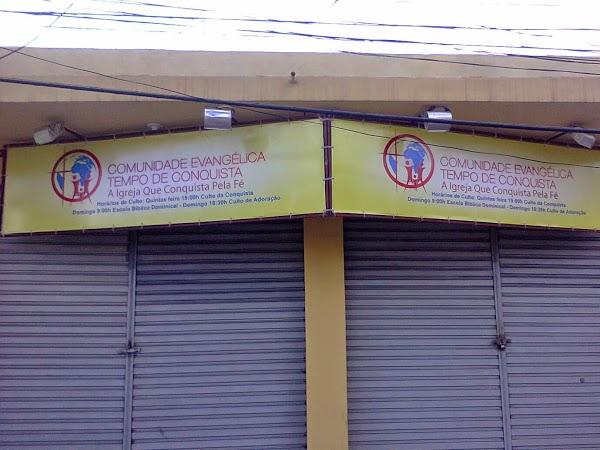 COMUNIDADE EVANGÉLICA
TEMPO DE CONQUISTA
A Igreja Que Conquista Pela Fé
Horários de Culto: Quintas feira 19:00h Culto da Conquista
Domingo 9:00h Escola Bíblica Dominical - Domingo 18:30h Culto de Adoração
COMUNIDADE EVANGÉLICA
TEMPO DE CONQUISTA
A Igreja Que Conquista Pela Fé
Horários de Culto: Quintas feira 19:00h Culto da Conquista
Domingo 9:00h Escola Bíblica Dominical - Domingo 18:30h Culto de Adoração